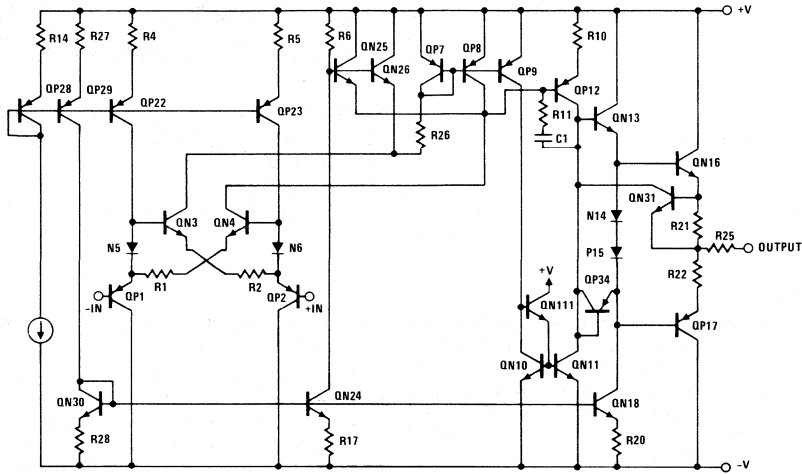 +V
R14
R27
R4
R5
R6
QN25
QP7
QP8
R10
QN26
QP9
QP12
QP28
QP29
QP22
QP23
R11
QN13
R26
C1
QN16
QN3
QN4
QN31
N14
R21
R25
N5
N6
P15
OUTPUT
R1
R2
+V
QP34
R22
QP1
QP2
-IN
+IN
QN111
QP17
QN10
QN11
QN30
QN24
QN18
R28
R17
R20
-V